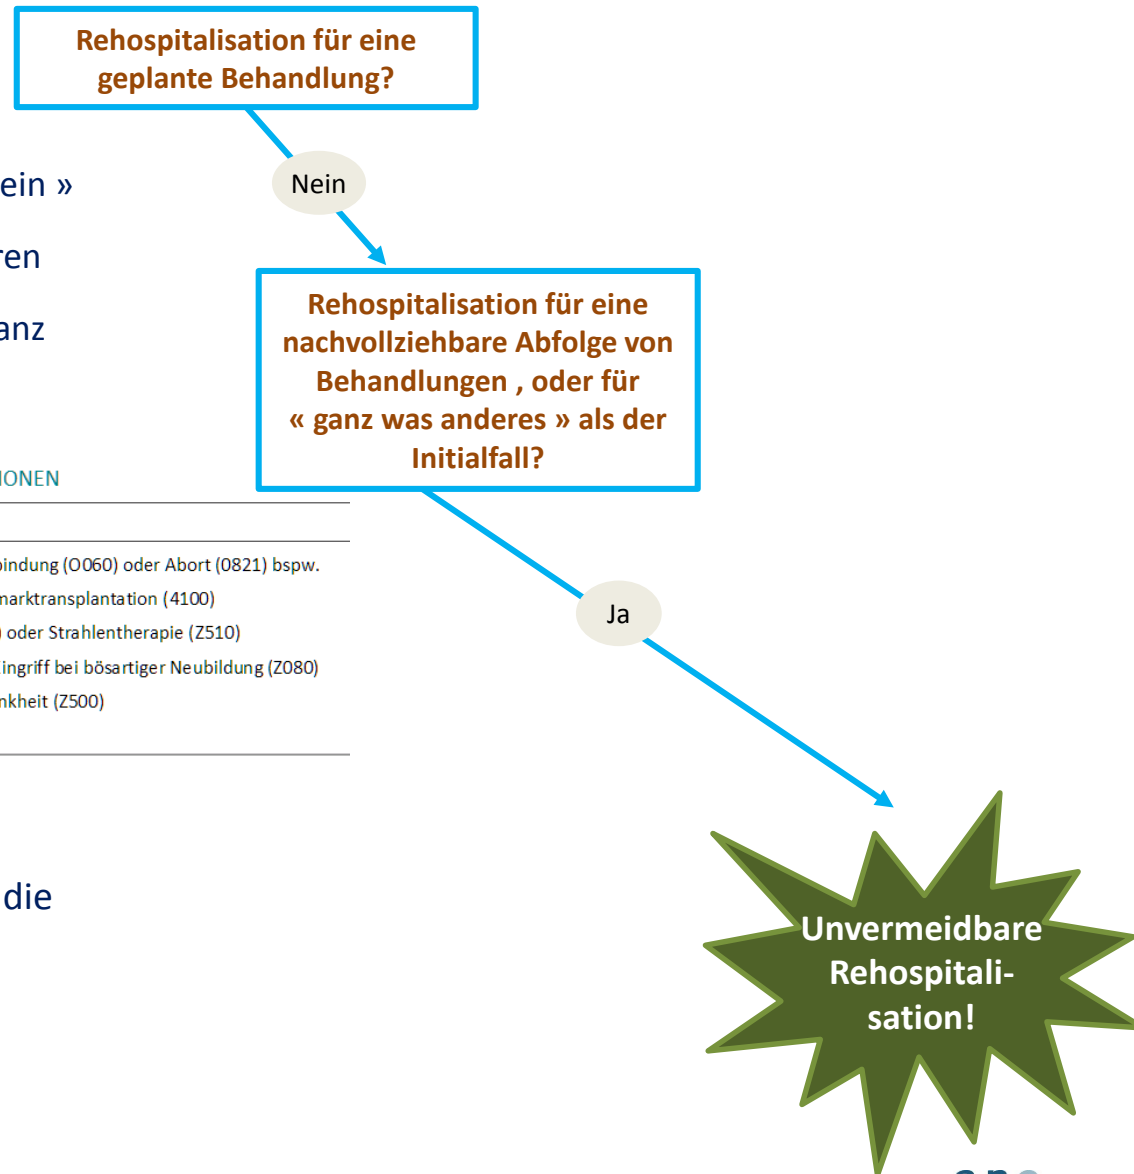 Rehospitalisation für eine
geplante Behandlung?
ein »
Nein
ren
anz
Rehospitalisation für eine
nachvollziehbare Abfolge von
Behandlungen , oder für
« ganz was anderes » als der
Initialfall?
IONEN
bindung (O060) oder Abort (0821) bspw.
marktransplantation (4100)
) oder Strahlentherapie (Z510)
Eingriff bei bösartiger Neubildung (Z080)
nkheit (Z500)
Ja
die
Unvermeidbare
Rehospitali-
sation!